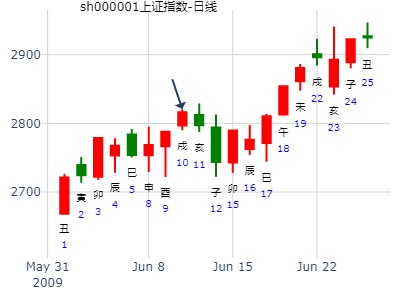 sh000001上证指数-日线
2900
2800
2700
丑
1
寅
2
卯
3
辰
4
巳
5
申
8
酉
9
戌
10
亥
11
子
12
卯
15
辰
16
巳
17
午
18
未
19
戌
22
亥
23
子
24
丑
25
May 31
2009
Jun 8
Jun 15
Jun 22